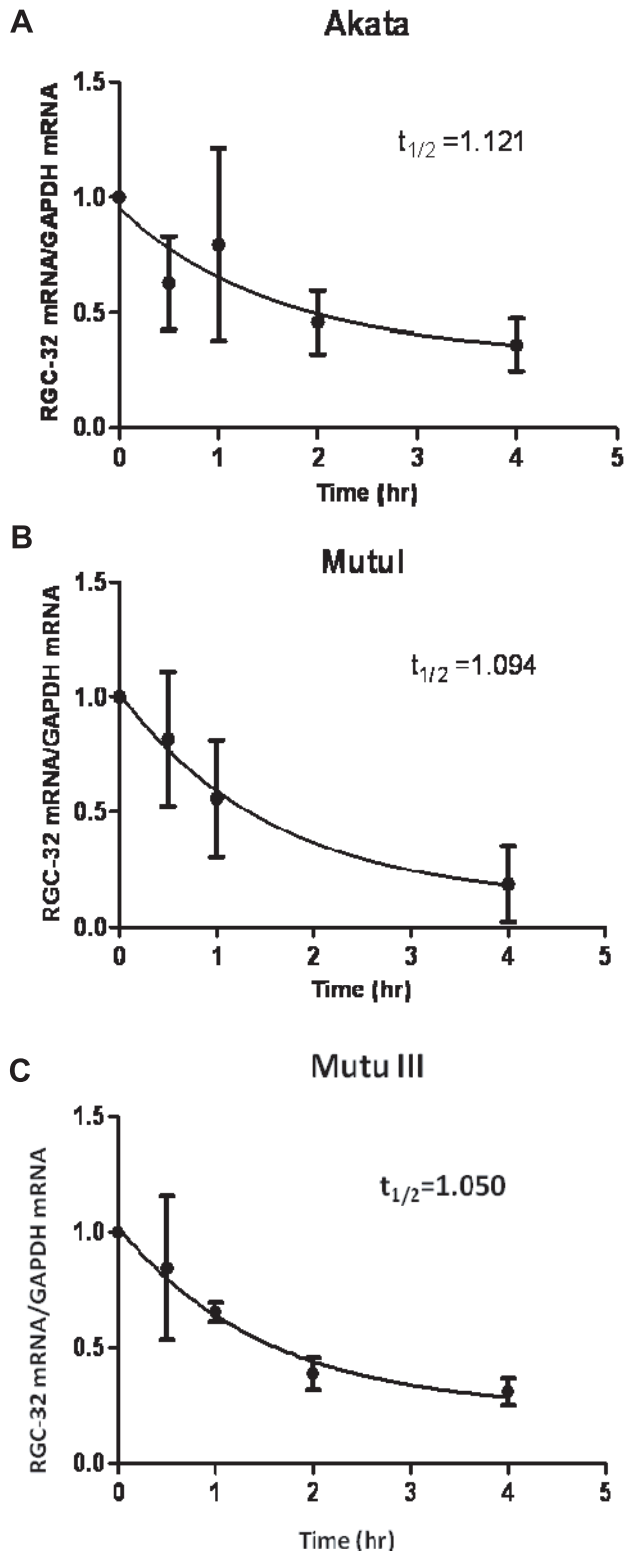 A
Akata
RGC-32 mRNA/GAPDH mRNA
1.5
1.0
0.5
0.0
t1/2 =1.121
0 1 2 3 4 5
Time (hr)
B
MutuI
RGC-32 mRNA/GAPDH mRNA
1.5
1.0
0.5
0.0
t1/2 =1.094
0 1 2 3 4 5
Time (hr)
C
Mutu III
RGC-32 mRNA/GAPDH mRNA
1.5
1.0
0.5
0.0
t1/2=1.050
0 1 2 3 4 5
Time (hr)